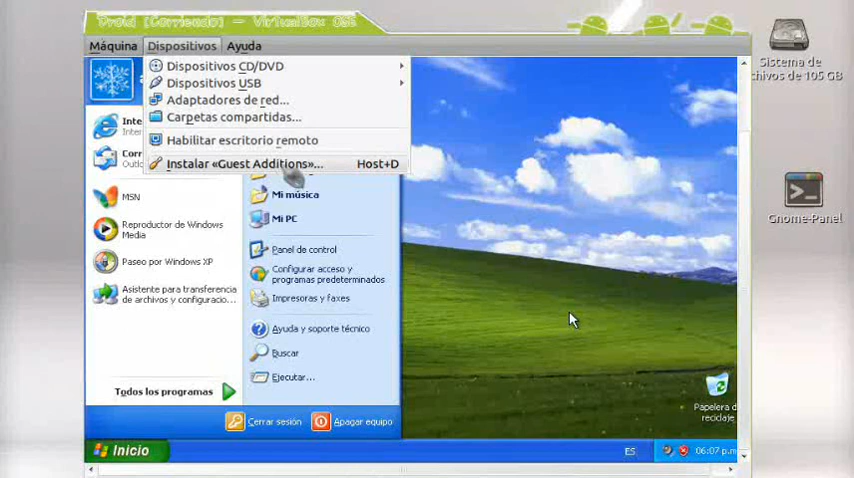 Droid [Corriendo] – VirtualBox OSE
Máquina
Dispositivos
Ayuda
Dispositivos CD/DVD
Dispositivos USB
Adaptadores de red...
Carpetas compartidas...
Habilitar escritorio remoto
Instalar «Guest Additions»... Host+D
Inte
Inter
Corr
Outlo
MSN
Reproductor de Windows
Media
Paseo por Windows XP
Asistente para transferencia
de archivos y configuracio...
Todos los programas
Mi música
Mi PC
Panel de control
Configurar acceso y
programas predeterminados
Impresoras y faxes
Ayuda y soporte técnico
Buscar
Ejecutar...
Cerrar sesión
Apagar equipo
Inicio
ES
06:07 p.m
Papelera d
reciclaje
Sistema de
chivos de 105 GB
Gnome-Panel